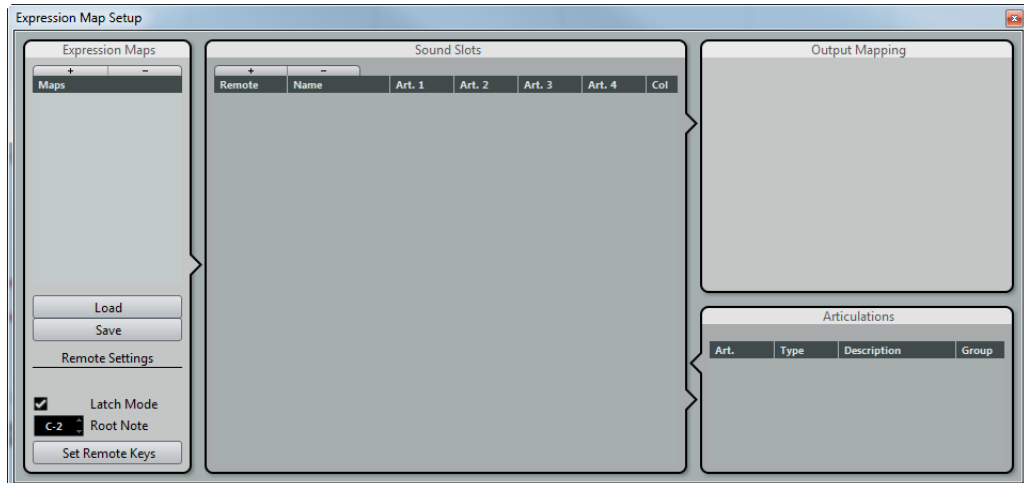 Expression Map Setup
Expression Maps
+ −
Maps
Load
Save
Remote Settings
Latch Mode
C-2 Root Note
Set Remote Keys
Sound Slots
+ −
Remote Name Art. 1 Art. 2 Art. 3 Art. 4 Col
Output Mapping
Articulations
Art. Type Description Group